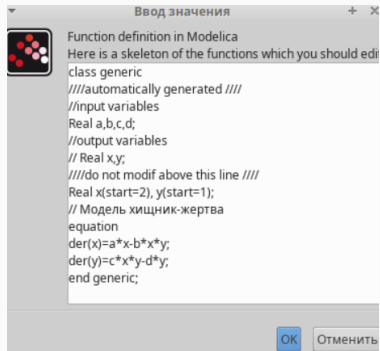 Ввод значения
Function definition in Modelica
Here is a skeleton of the functions which you should edi
class generic
////automatically generated ////
//input variables
Real a,b,c,d;
//output variables
// Real x,y;
////do not modif above this line ////
Real x(start=2), y(start=1);
// Модель хищник-жертва
equation
der(x)=a*x-b*x*y;
der(y)=c*x*y-d*y;
end generic;
OK Отменить